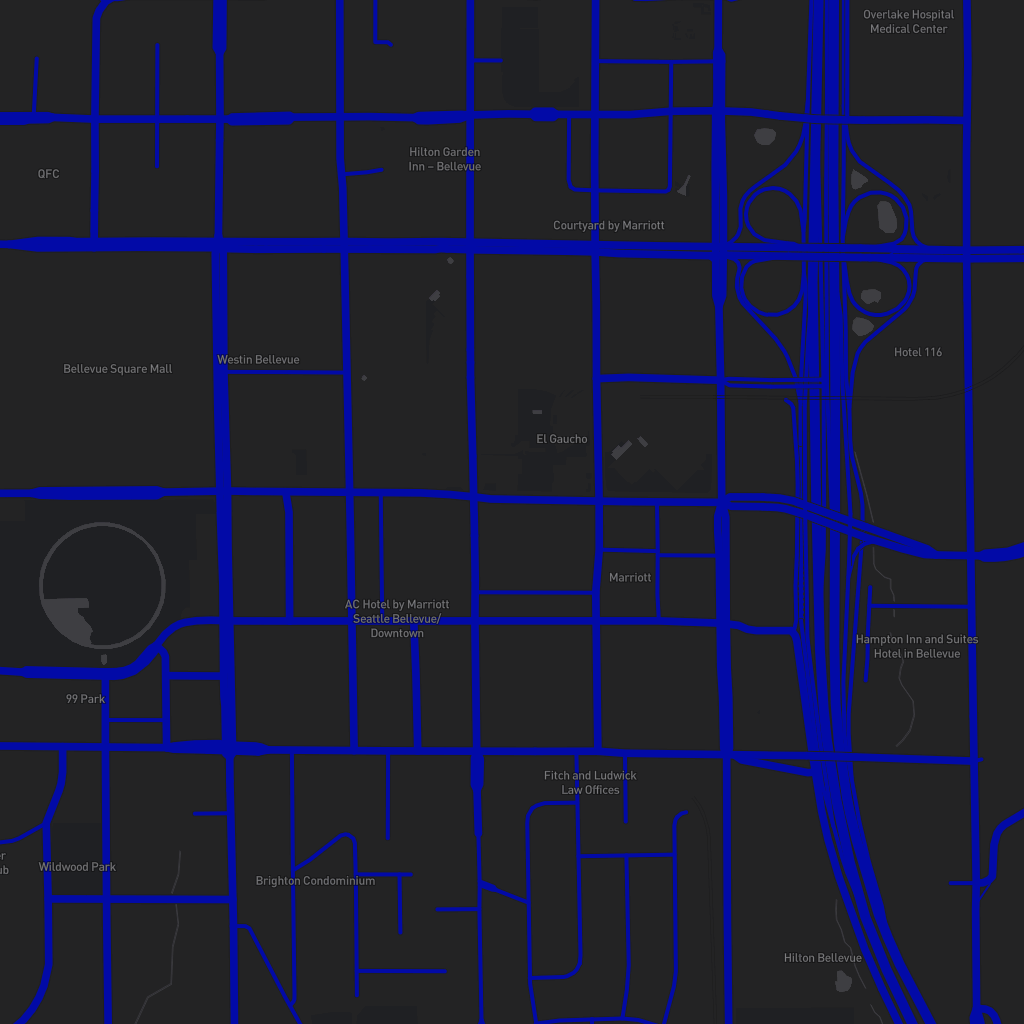 Overlake Hospital
Medical Center
Hilton Garden
Inn – Bellevue
QFC
Courtyard by Marriott
Hotel 116
Westin Bellevue
Bellevue Square Mall
El Gaucho
Marriott
AC Hotel by Marriott
Seattle Bellevue/
Downtown
Hampton Inn and Suites
Hotel in Bellevue
99 Park
Fitch and Ludwick
Law Offices
r
ub
Wildwood Park
Brighton Condominium
Hilton Bellevue